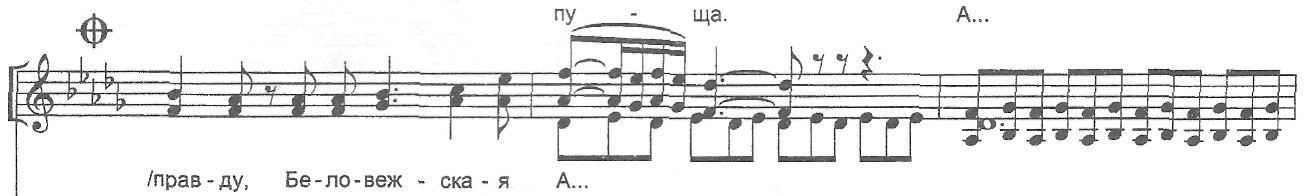 пу - ща. А...
/прав - ду, Бе - ло - веж - ска - я А...